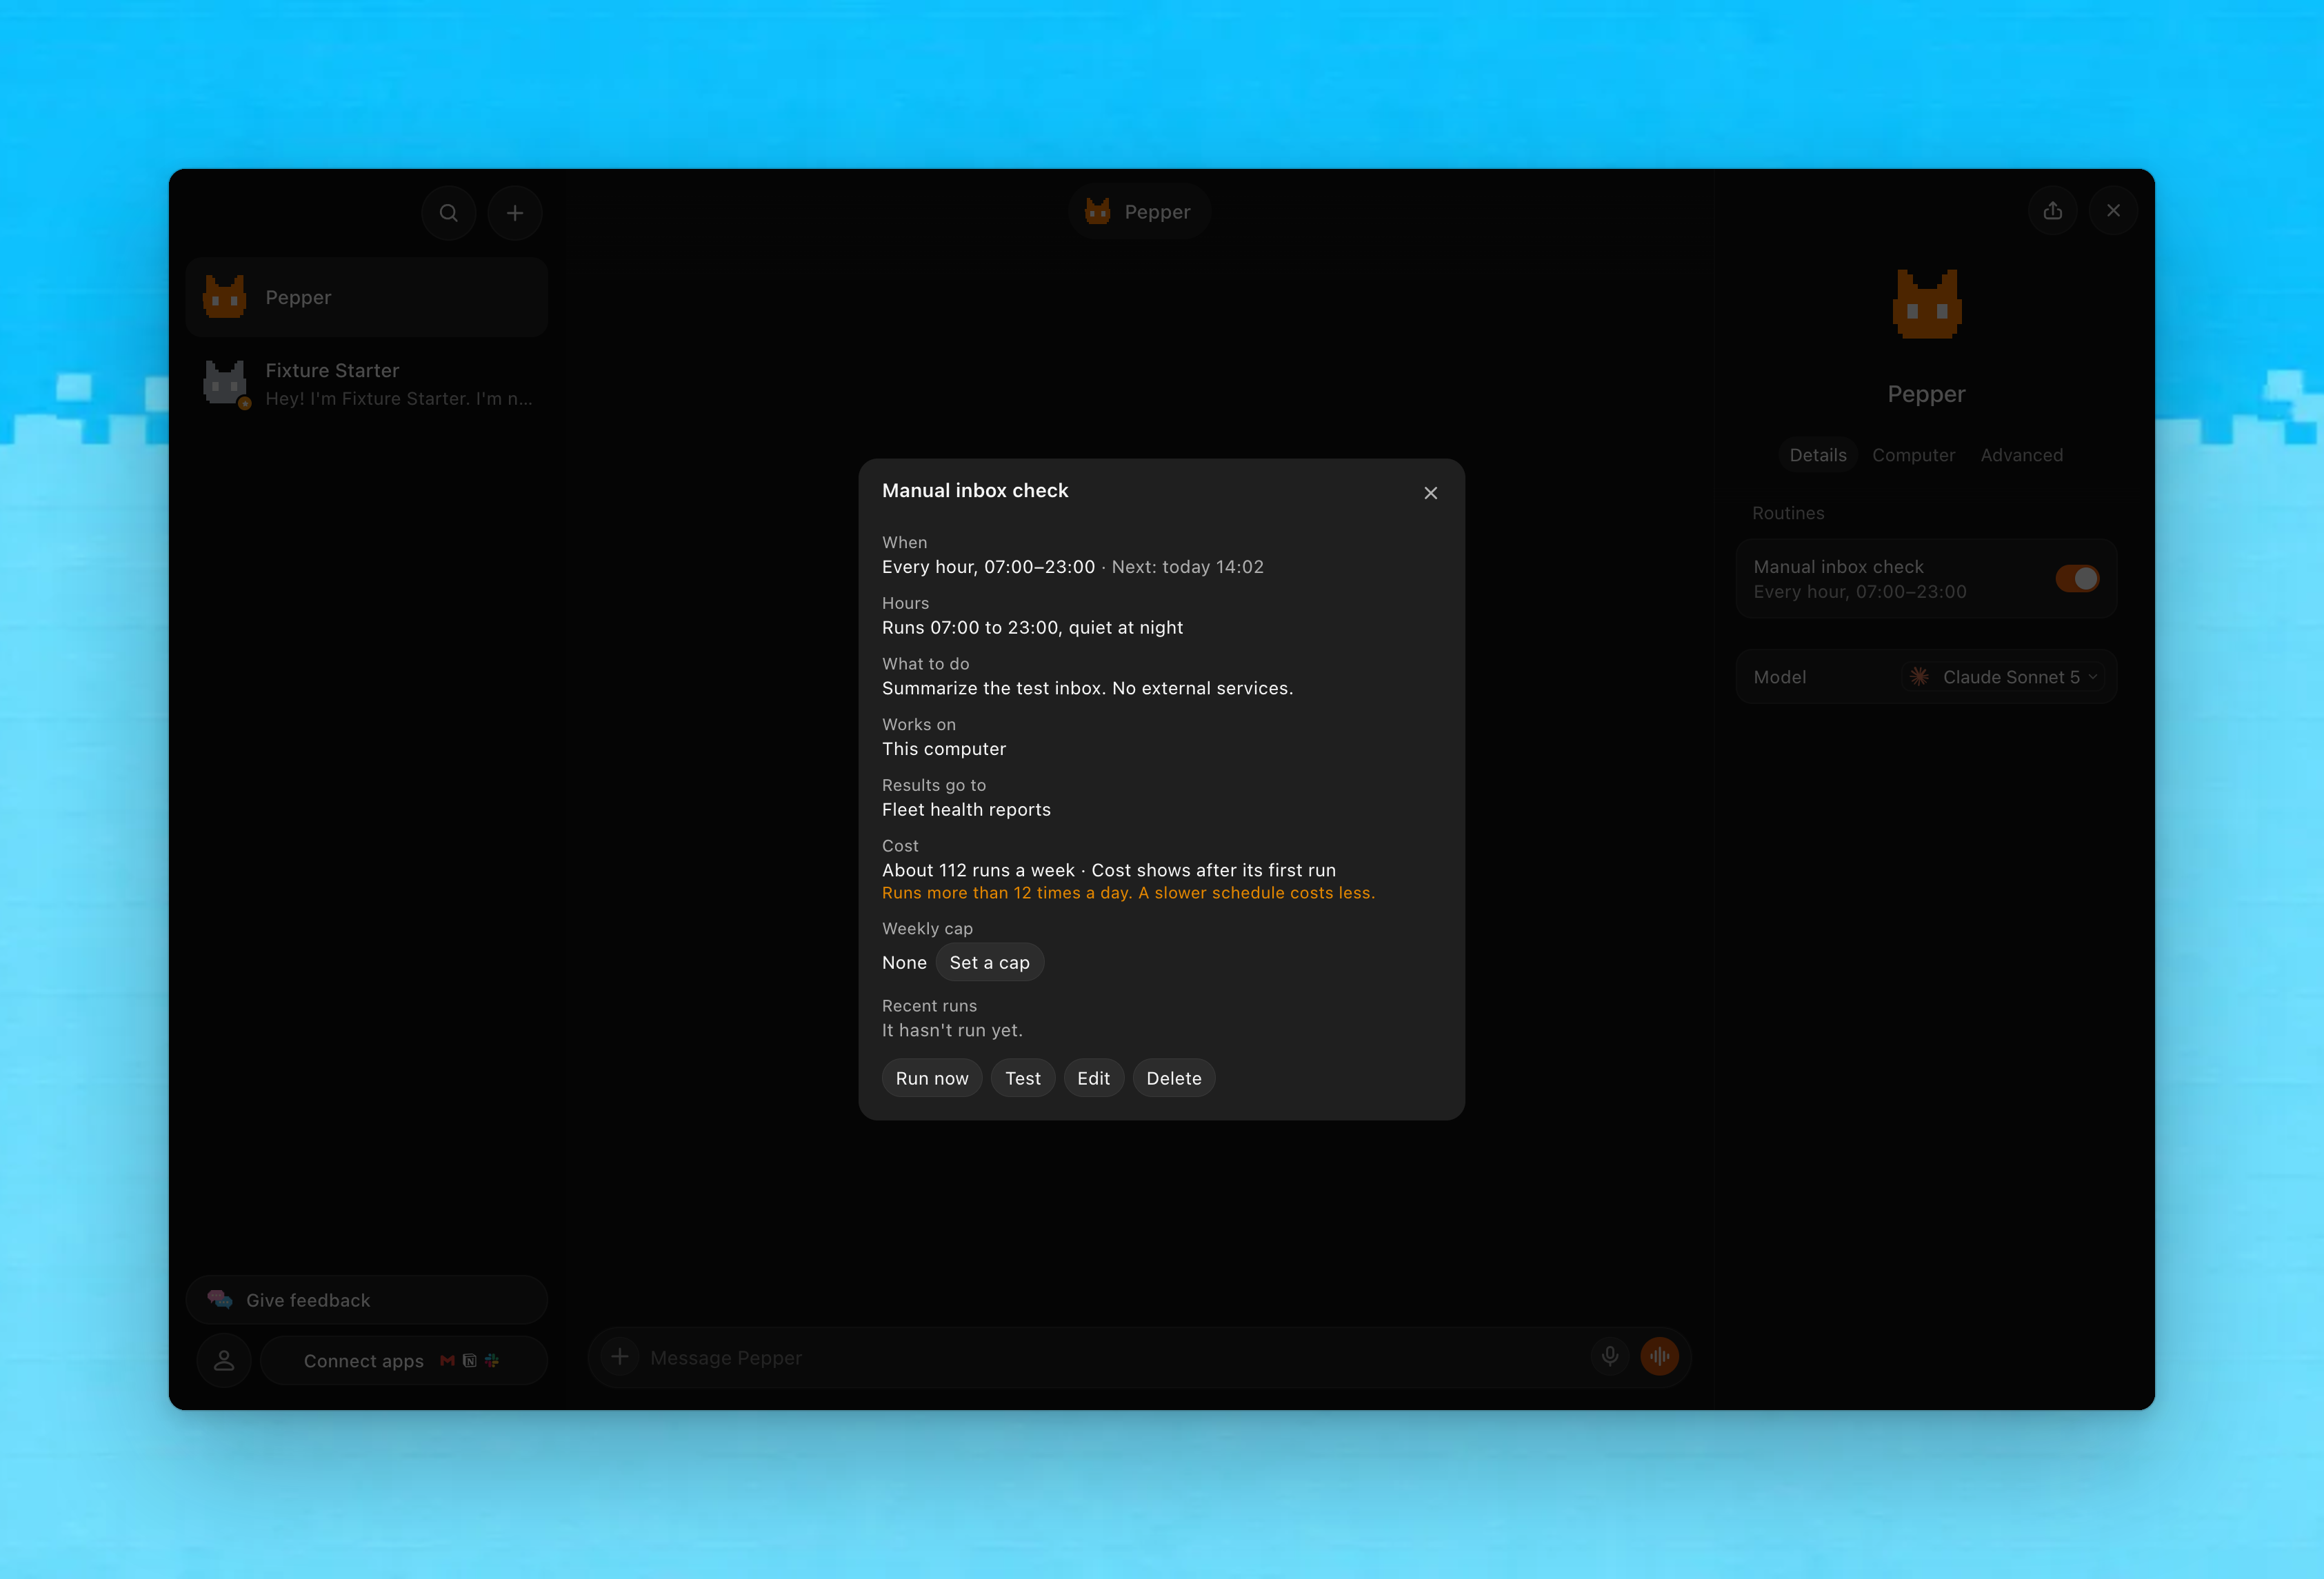 Pepper
Fixture Starter
Hey! I'm Fixture Starter. I'm n...
Give feedback
Connect apps
Pepper
Manual inbox check
When
Every hour, 07:00–23:00 · Next: today 14:02
Hours
Runs 07:00 to 23:00, quiet at night
What to do
Summarize the test inbox. No external services.
Works on
This computer
Results go to
Fleet health reports
Cost
About 112 runs a week · Cost shows after its first run
Runs more than 12 times a day. A slower schedule costs less.
Weekly cap
None Set a cap
Recent runs
It hasn't run yet.
Run now Test Edit Delete
Message Pepper
Pepper
Details Computer Advanced
Routines
Manual inbox check
Every hour, 07:00–23:00
Model Claude Sonnet 5